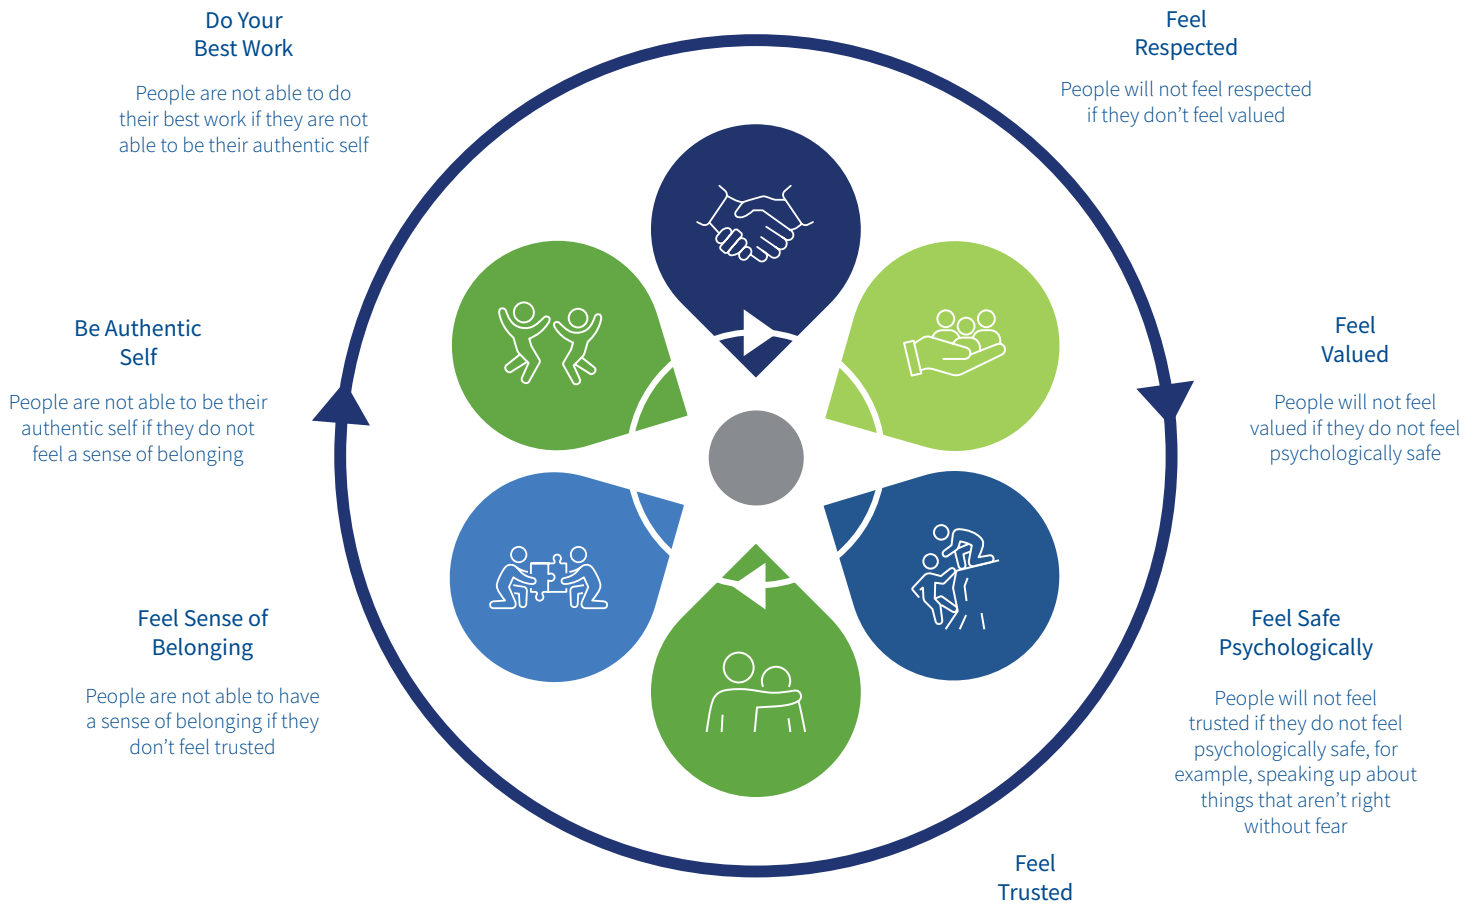 Do Your
Best Work
People are not able to do
their best work if they are not
able to be their authentic self
Feel
Respected
People will not feel respected
if they don’t feel valued
Be Authentic
Self
People are not able to be their
authentic self if they do not
feel a sense of belonging
Feel
Valued
People will not feel
valued if they do not feel
psychologically safe
Feel Sense of
Belonging
People are not able to have
a sense of belonging if they
don’t feel trusted
Feel Safe
Psychologically
People will not feel
trusted if they do not feel
psychologically safe, for
example, speaking up about
things that aren’t right
without fear
Feel
Trusted